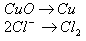 CuO → Cu
2Cl⁻ → Cl₂